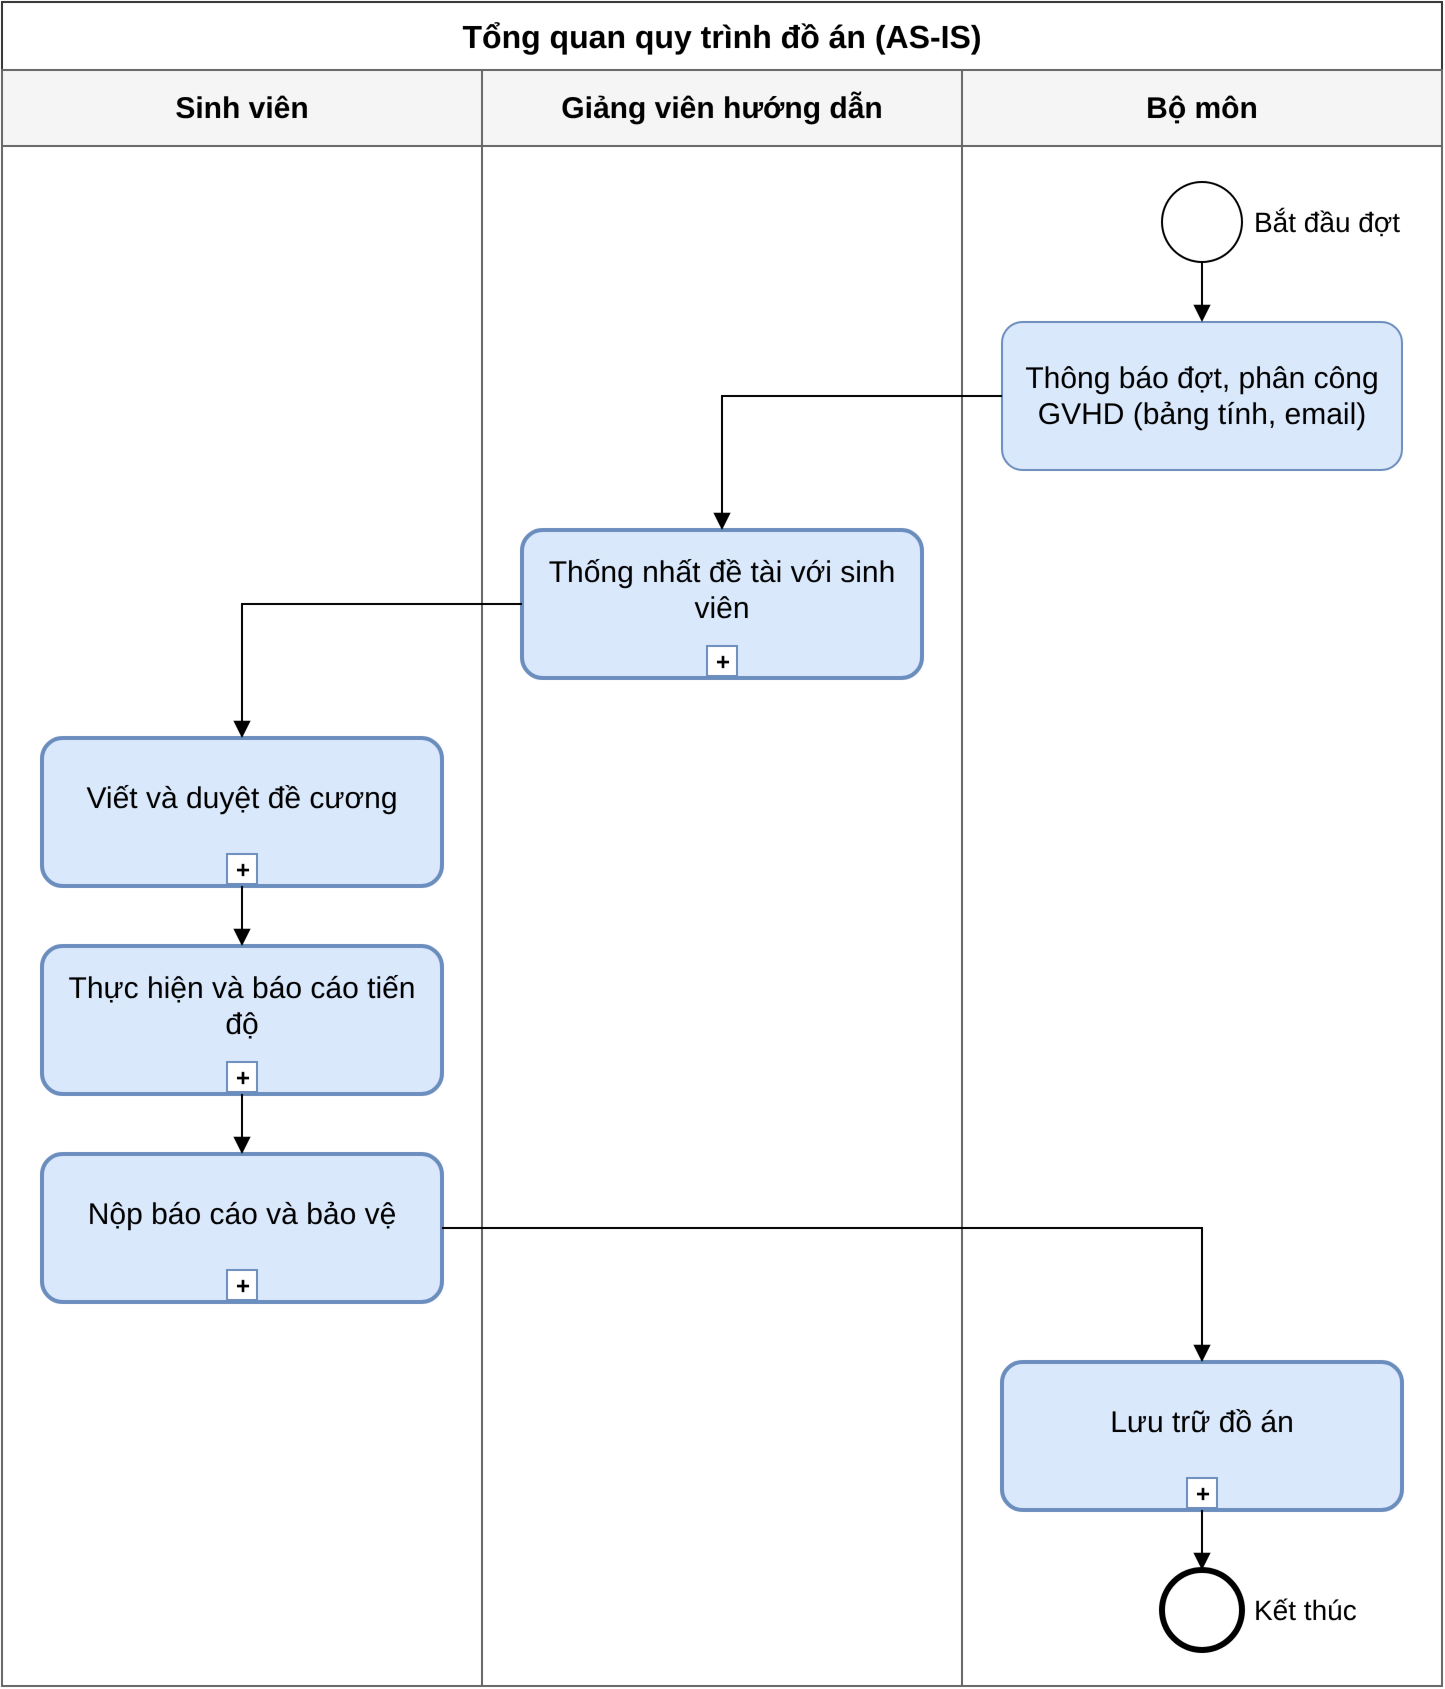 Tổng quan quy trình đồ án (AS-IS)
Sinh viên
Giảng viên hướng dẫn
Bộ môn
Bắt đầu đợt
Thông báo đợt, phân công
GVHD (bảng tính, email)
Thống nhất đề tài với sinh
viên
+
Viết và duyệt đề cương
+
Thực hiện và báo cáo tiến
độ
+
Nộp báo cáo và bảo vệ
+
Lưu trữ đồ án
+
Kết thúc